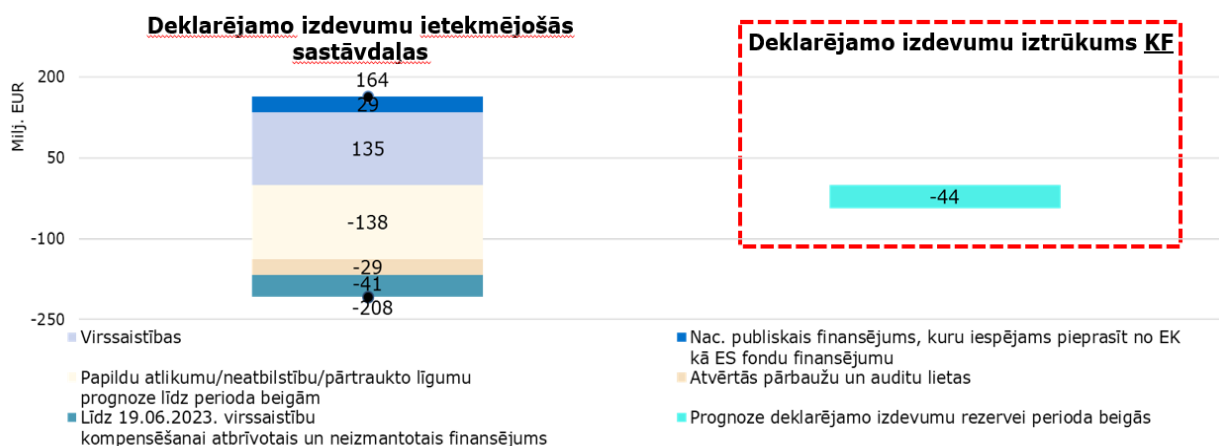 Deklarējamo izdevumu ietekmējošās
sastāvdaļas
Deklarējamo izdevumu iztrūkums KF
Milj. EUR
200
50
-100
-250
164
29
135
-138
-29
-41
-208
-44
Virssaistības
Nac. publiskais finansējums, kuru iespējams pieprasīt no EK
kā ES fondu finansējumu
Papildu atlikumu/neatbilstību/pārtraukto līgumu
prognoze līdz perioda beigām
Atvērtās pārbaužu un auditu lietas
Līdz 19.06.2023. virssaistību
kompensēšanai atbrīvotais un neizmantotais finansējums
Prognoze deklarējamo izdevumu rezervei perioda beigās